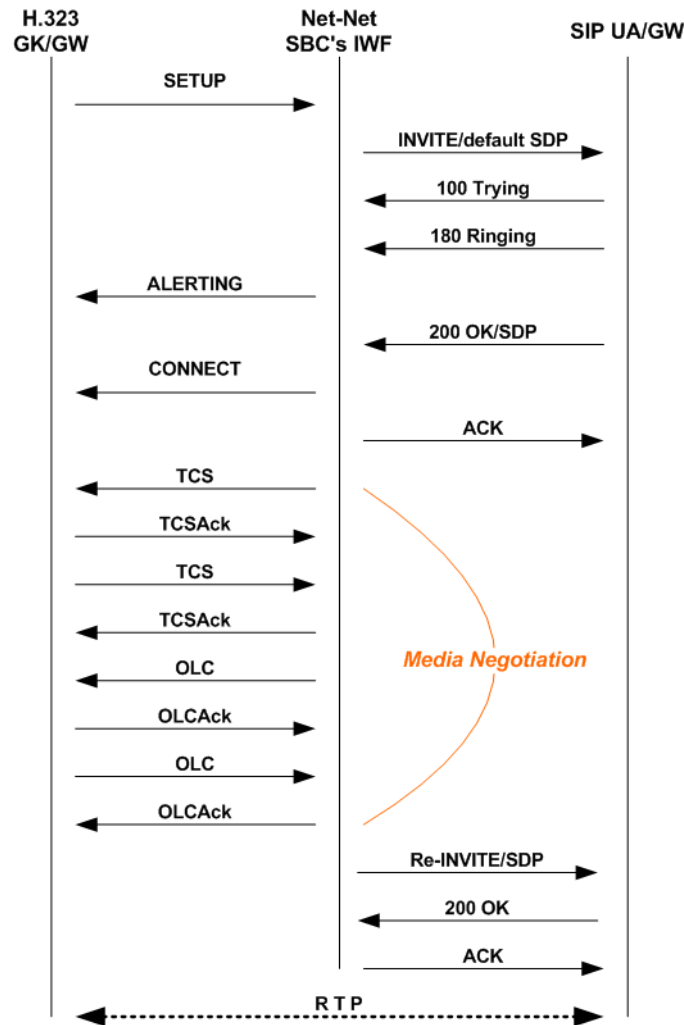 H.323
GK/GW
Net-Net
SBC's IWF
SIP UA/GW
SETUP
INVITE/default SDP
100 Trying
180 Ringing
ALERTING
200 OK/SDP
CONNECT
ACK
TCS
TCSAck
TCS
TCSAck
Media Negotiation
OLC
OLCAck
OLC
OLCAck
Re-INVITE/SDP
200 OK
ACK
R T P